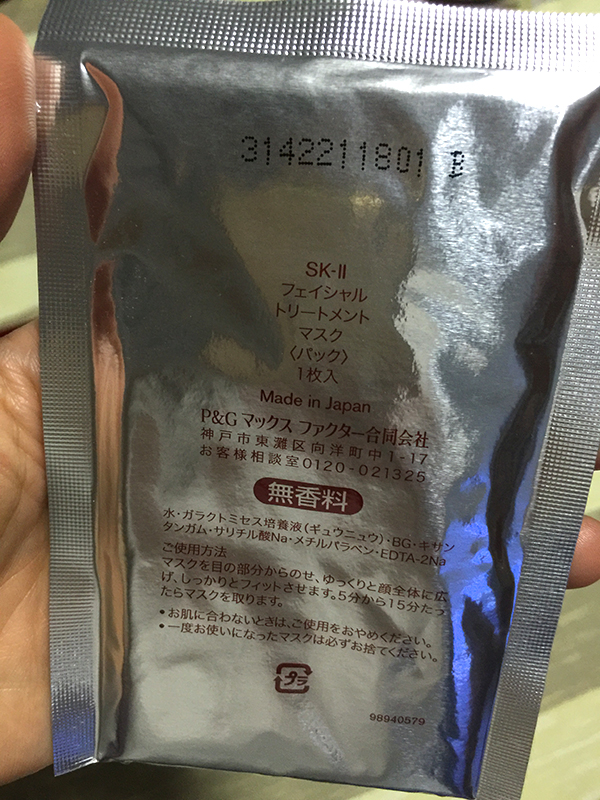 3142211801 B
SK-II
フェイシャル
トリートメント
マスク
〈パック〉
1枚入
Made in Japan
P&G マックス ファクター合同会社
神戸市東灘区向洋町中1-17
お客様相談室0120-021325
無香料
水・ガラクトミセス培養液(ギュウニュウ)・BG・キサン
タンガム・サリチル酸Na・メチルパラベン・EDTA-2Na
ご使用方法
マスクを目の部分からのせ、ゆっくりと顔全体に広
げ、しっかりとフィットさせます。5分から15分たっ
たらマスクを取ります。
・お肌に合わないときは、ご使用をおやめください。
・一度お使いになったマスクは必ずお捨てください。
プラ
98940579